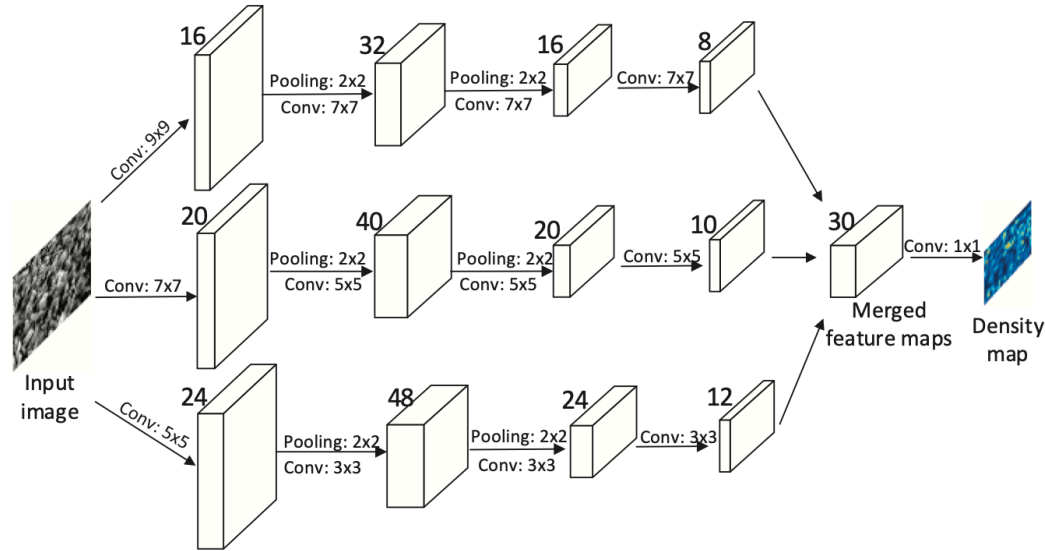 16
32
16
8
Pooling: 2x2
Conv: 7x7
Pooling: 2x2
Conv: 7x7
Conv: 7x7
Conv: 9x9
20
40
20
10
30
Conv: 7x7
Pooling: 2x2
Conv: 5x5
Pooling: 2x2
Conv: 5x5
Conv: 5x5
Conv: 1x1
Merged
feature maps
Density
map
Input
image
24
48
24
12
Conv: 5x5
Pooling: 2x2
Conv: 3x3
Pooling: 2x2
Conv: 3x3
Conv: 3x3